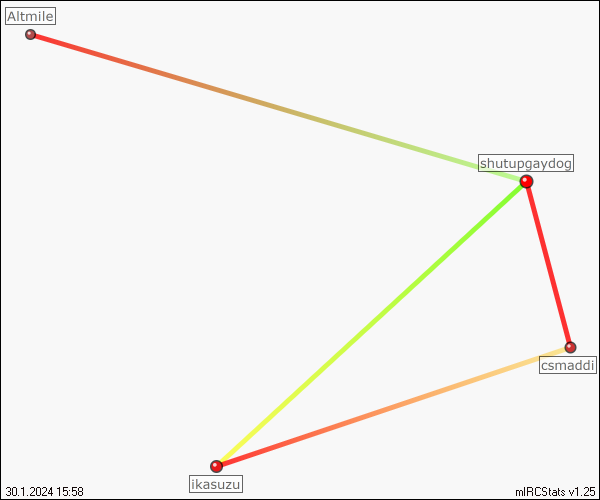 Altmile
shutupgaydog
csmaddi
ikasuzu
30.1.2024 15:58
mIRCStats v1.25